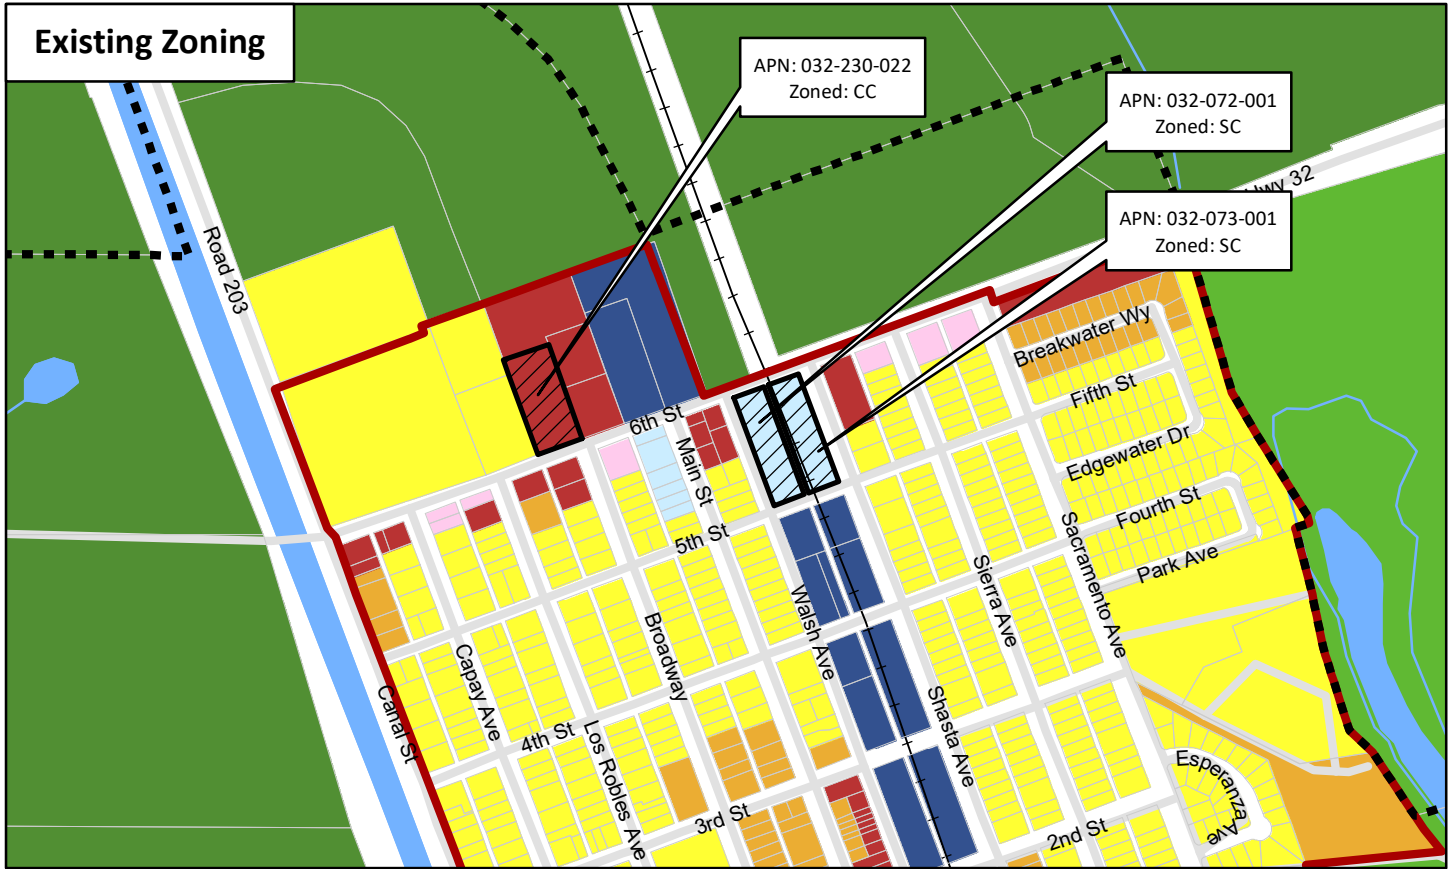 Existing Zoning
APN: 032-230-022
Zoned: CC
APN: 032-072-001
Zoned: SC
Hwy 32
APN: 032-073-001
Zoned: SC
Road 203
Breakwater Wy
Fifth St
6th St
Main St
Edgewater Dr
Fourth St
5th St
Park Ave
Sacramento Ave
Sierra Ave
Walsh Ave
Broadway
Capay Ave
Canal St
Shasta Ave
4th St
Los Robles Ave
Esperanza
Ave
3rd St
2nd St